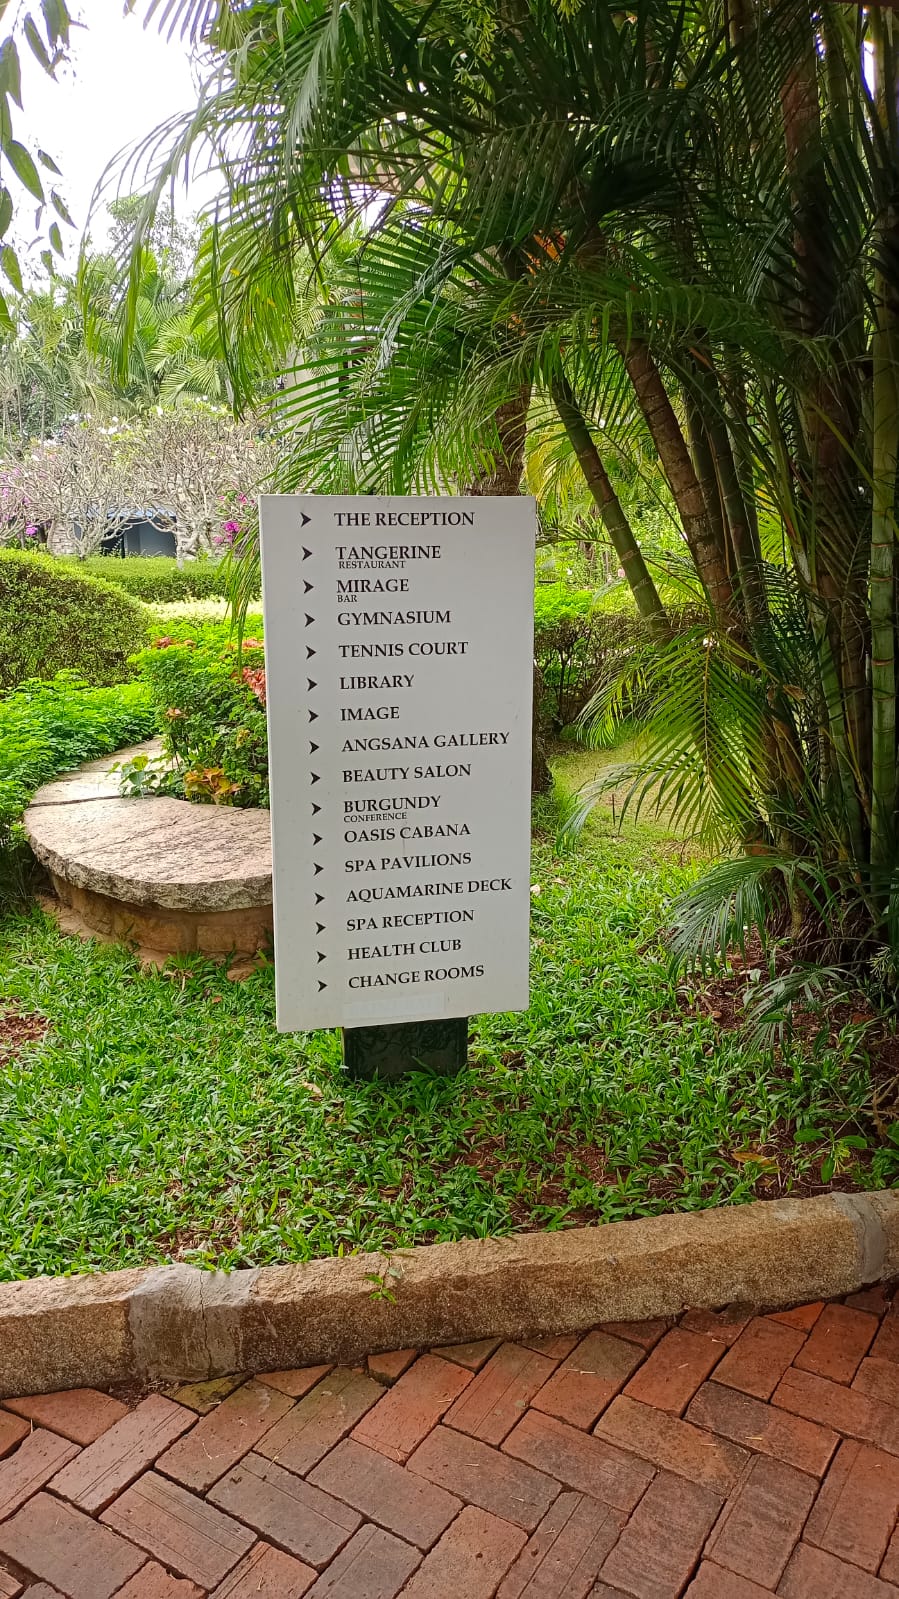 ➤ THE RECEPTION
➤ TANGERINE
RESTAURANT
➤ MIRAGE
BAR
➤ GYMNASIUM
➤ TENNIS COURT
➤ LIBRARY
➤ IMAGE
➤ ANGSANA GALLERY
➤ BEAUTY SALON
➤ BURGUNDY
CONFERENCE
➤ OASIS CABANA
➤ SPA PAVILIONS
➤ AQUAMARINE DECK
➤ SPA RECEPTION
➤ HEALTH CLUB
➤ CHANGE ROOMS